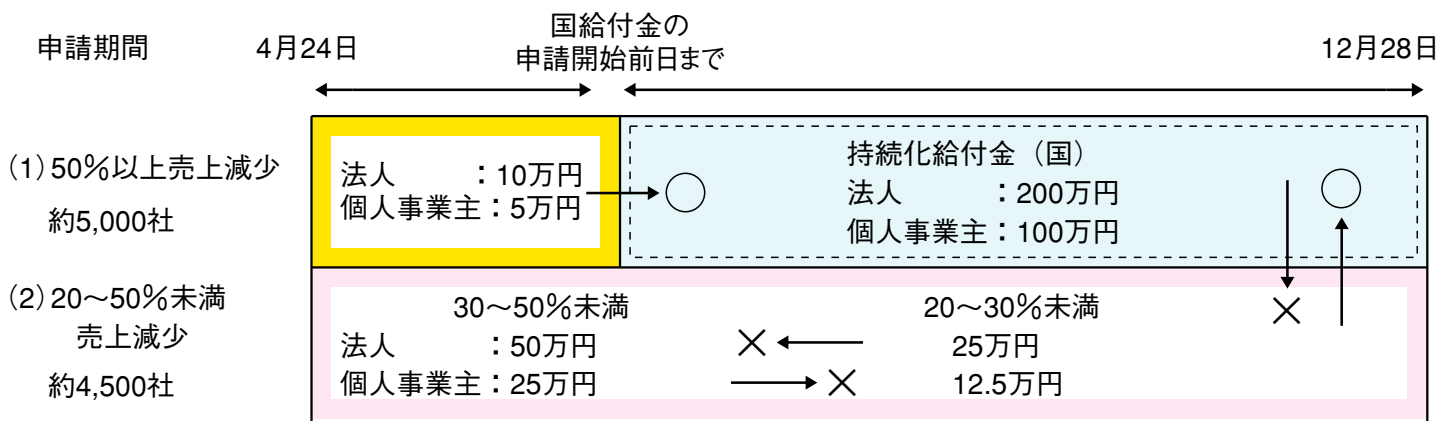 申請期間
4月24日
国給付金の
申請開始前日まで
12月28日
(1)50%以上売上減少
約5,000社
法人　　　：10万円
個人事業主：5万円
持続化給付金（国）
法人　　　：200万円
個人事業主：100万円
(2)20～50%未満
売上減少
約4,500社
30～50%未満　20～30%未満
法人　　　：50万円　25万円
個人事業主：25万円　12.5万円